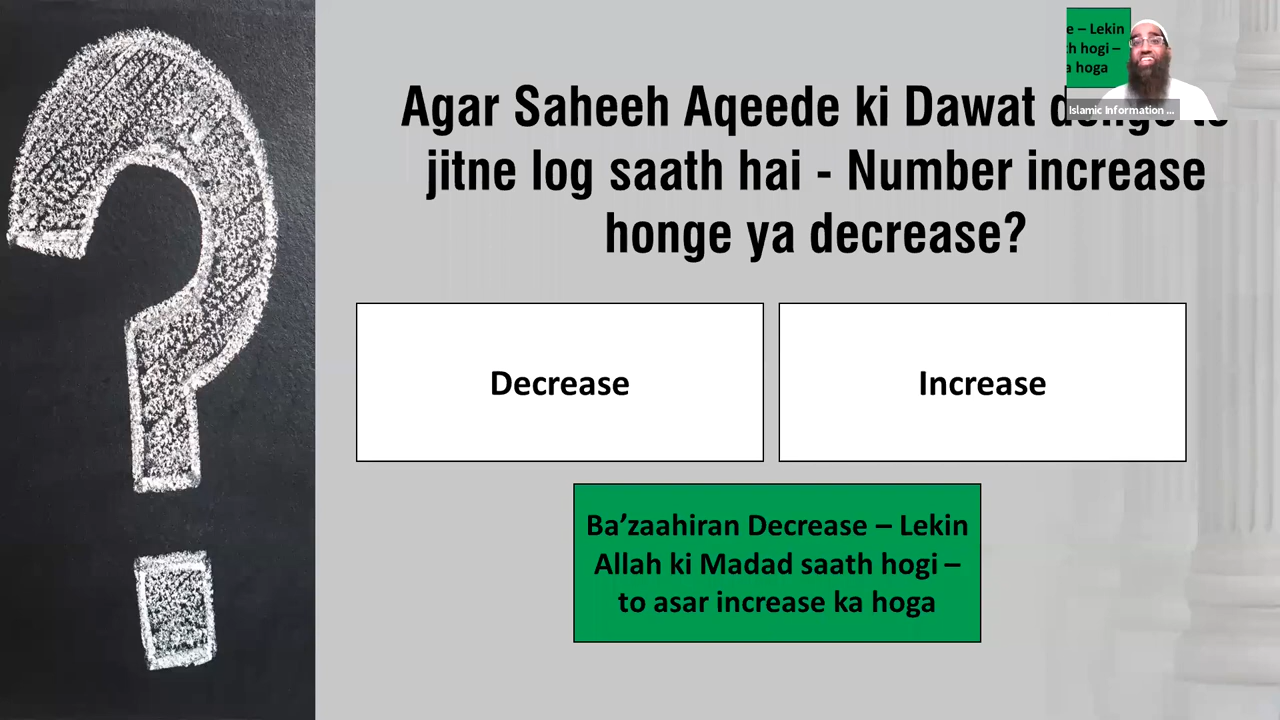 Agar Saheeh Aqeede ki Dawat
jitne log saath hai - Number increase
honge ya decrease?
Decrease
Increase
Ba’zaahiran Decrease – Lekin
Allah ki Madad saath hogi –
to asar increase ka hoga
– Lekin
hogi –
hoga
Islamic Information ...